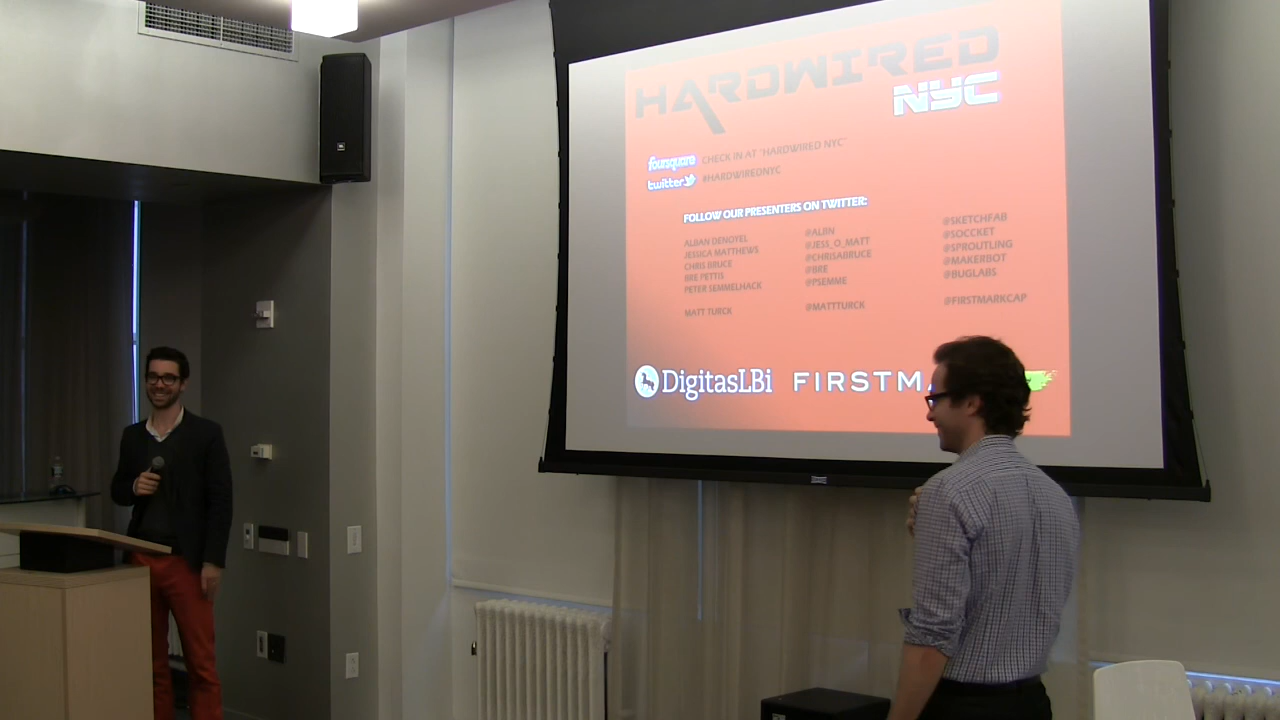 HARDWIRED
NYC
foursquare CHECK IN AT "HARDWIRED NYC"
twitter #HARDWIREDNYC
FOLLOW OUR PRESENTERS ON TWITTER:
ALBAN DENOYEL @ALBN @SKETCHFAB
JESSICA MATTHEWS @JESS_O_MATT @SOCCKET
CHRIS BRUCE @CHRISABRUCE @SPROUTLING
BRE PETTIS @BRE @MAKERBOT
PETER SEMMELHACK @PSEMME @BUGLABS
MATT TURCK @MATTTURCK @FIRSTMARKCAP
DigitasLBi FIRSTM